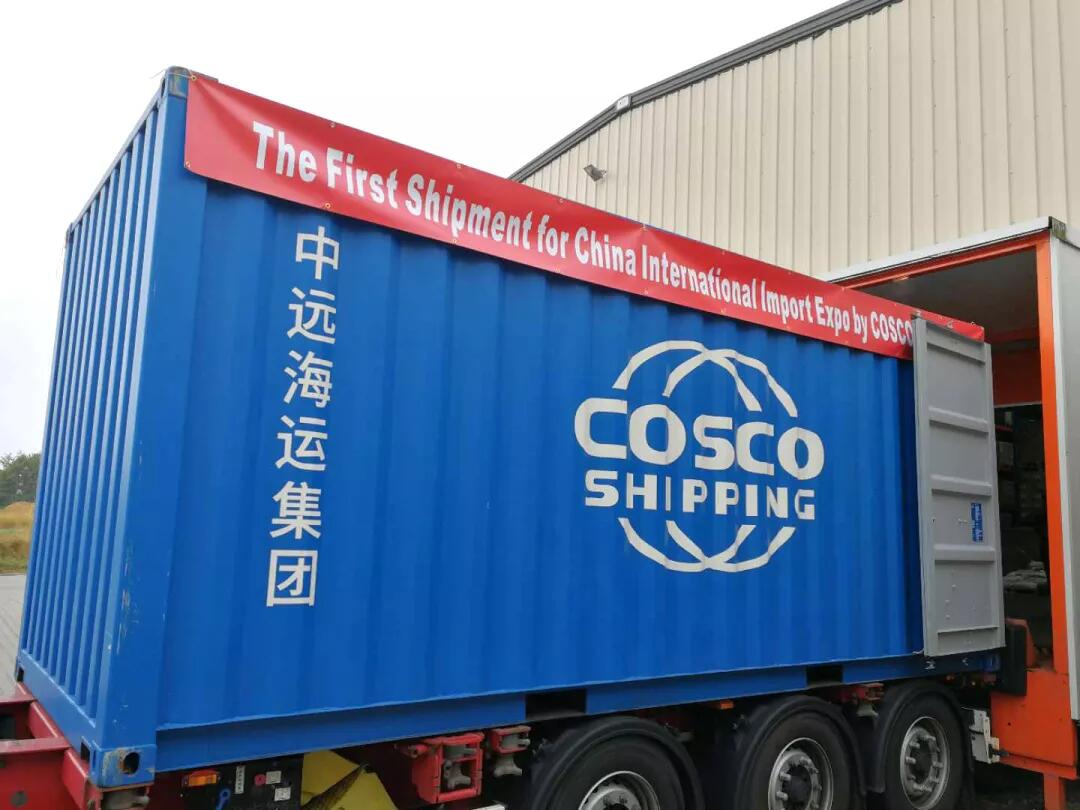 The First Shipment for China International Import Expo by COSCO
中远海运集团
COSCO
SHIPPING